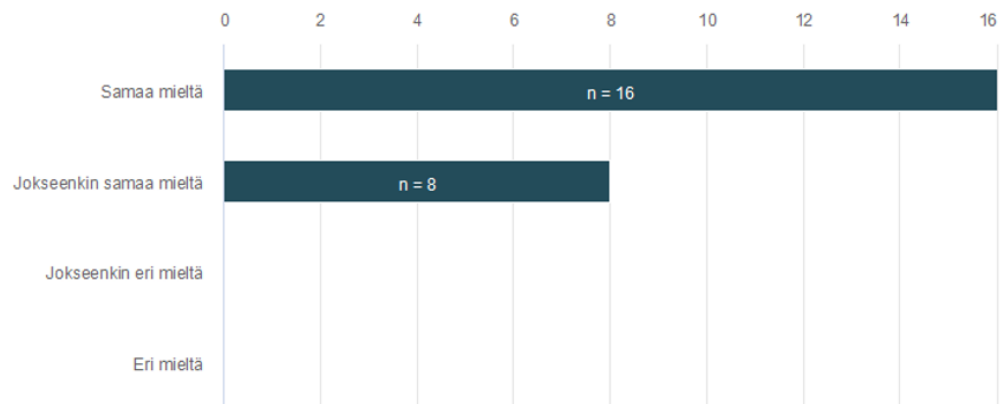 0 2 4 6 8 10 12 14 16
Samaa mieltä
n = 16
Jokseenkin samaa mieltä
n = 8
Jokseenkin eri mieltä
Eri mieltä